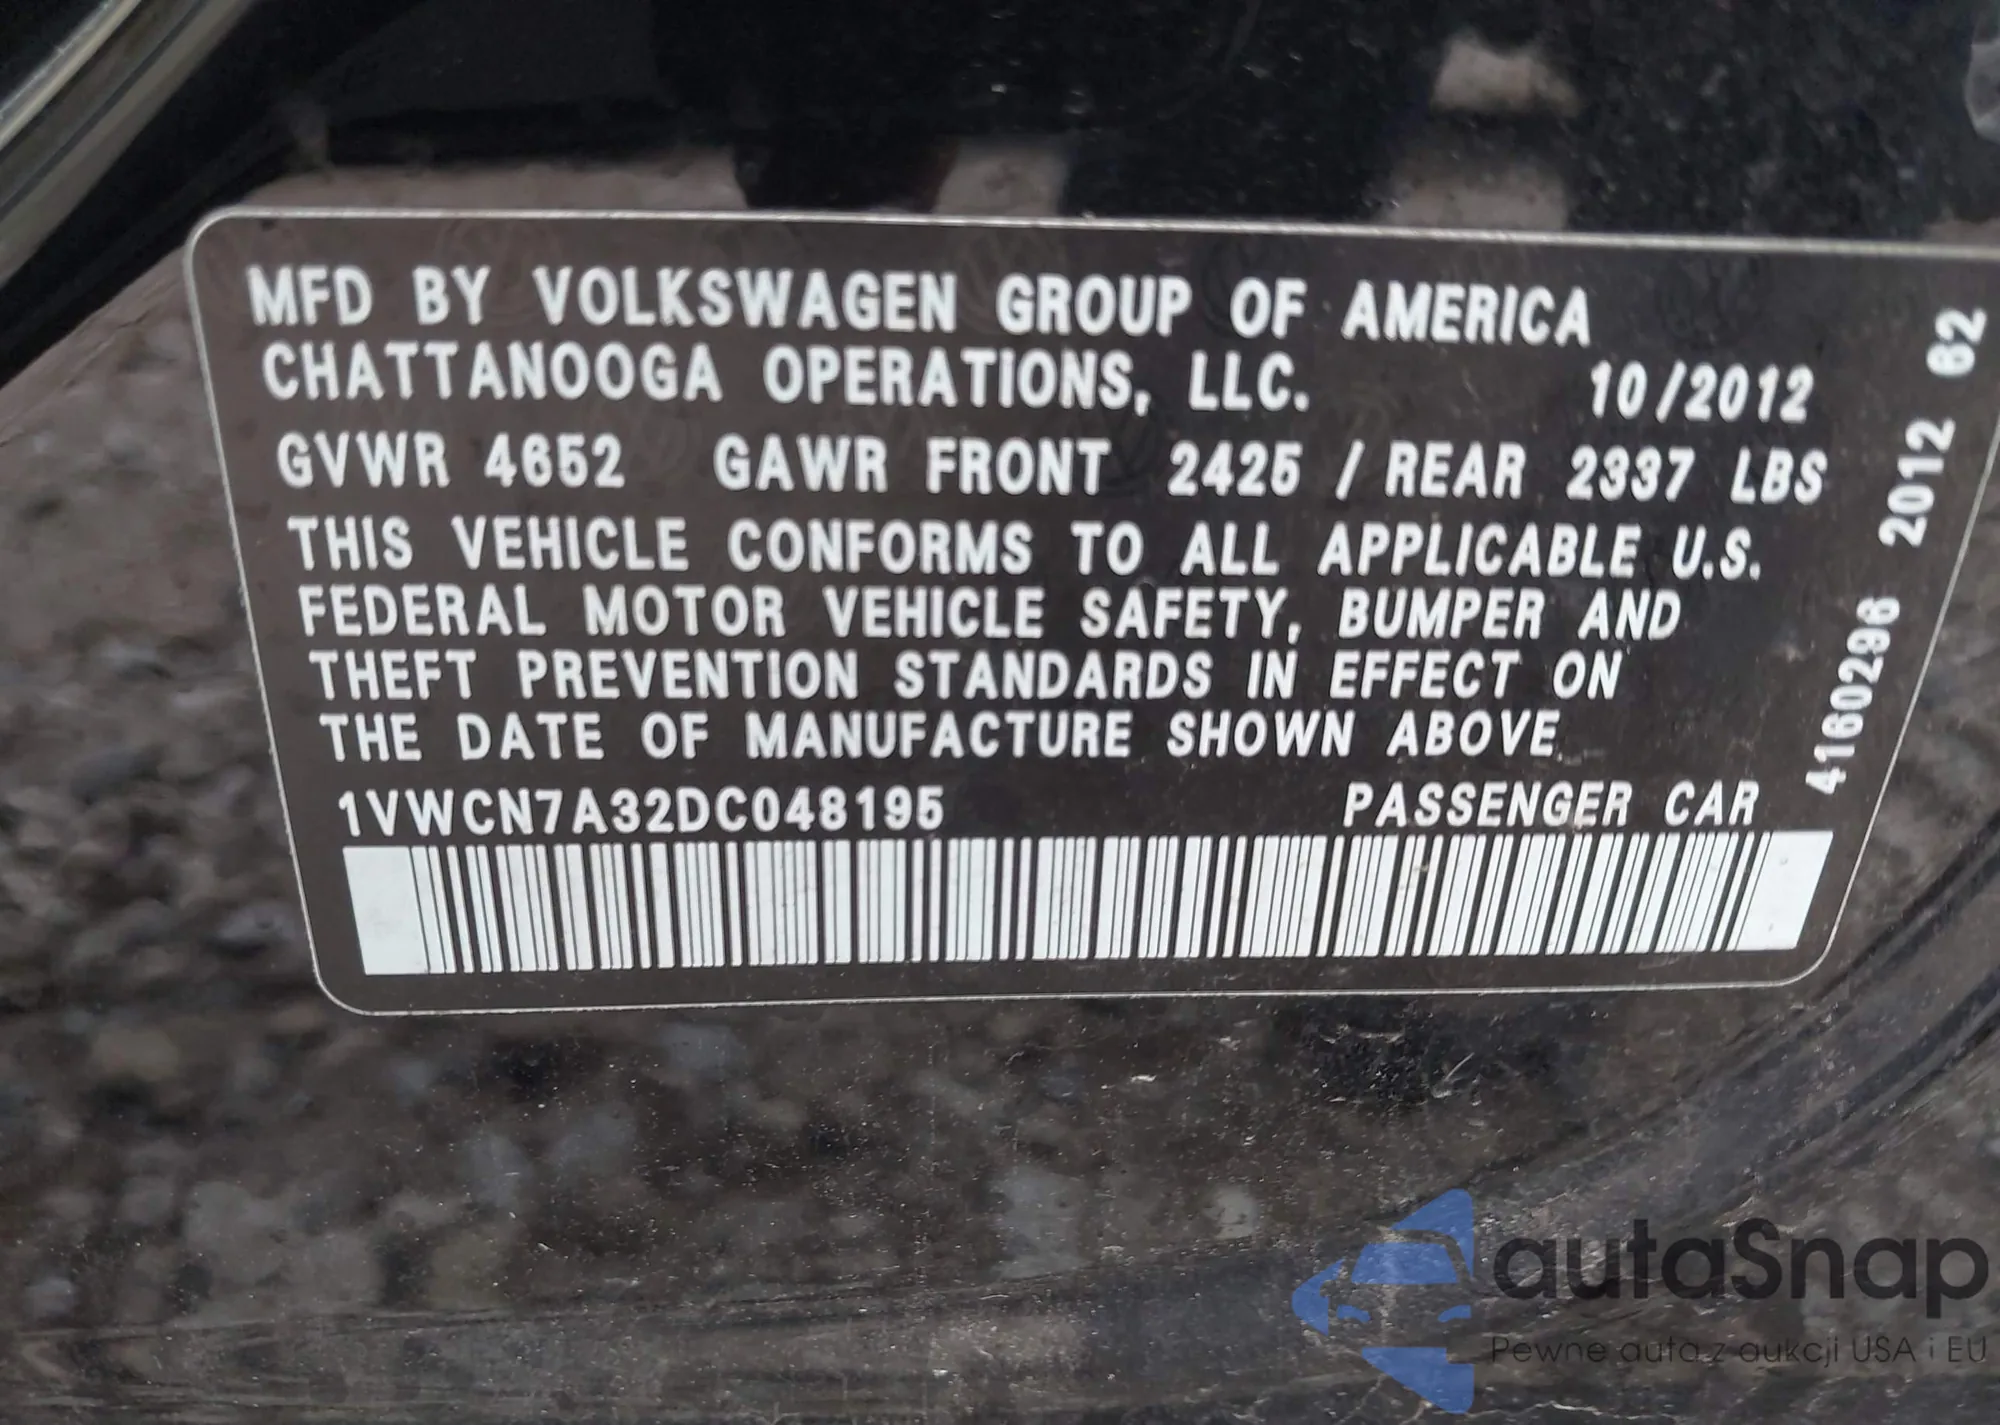 MFD BY VOLKSWAGEN GROUP OF AMERICA
CHATTANOOGA OPERATIONS, LLC. 10/2012
GVWR 4652 GAWR FRONT 2425 / REAR 2337 LBS
THIS VEHICLE CONFORMS TO ALL APPLICABLE U.S.
FEDERAL MOTOR VEHICLE SAFETY, BUMPER AND
THEFT PREVENTION STANDARDS IN EFFECT ON
THE DATE OF MANUFACTURE SHOWN ABOVE
1VWCN7A32DC048195 PASSENGER CAR
4160296 2012 82
autaSnap
Pewne auta z aukcji USA i EU